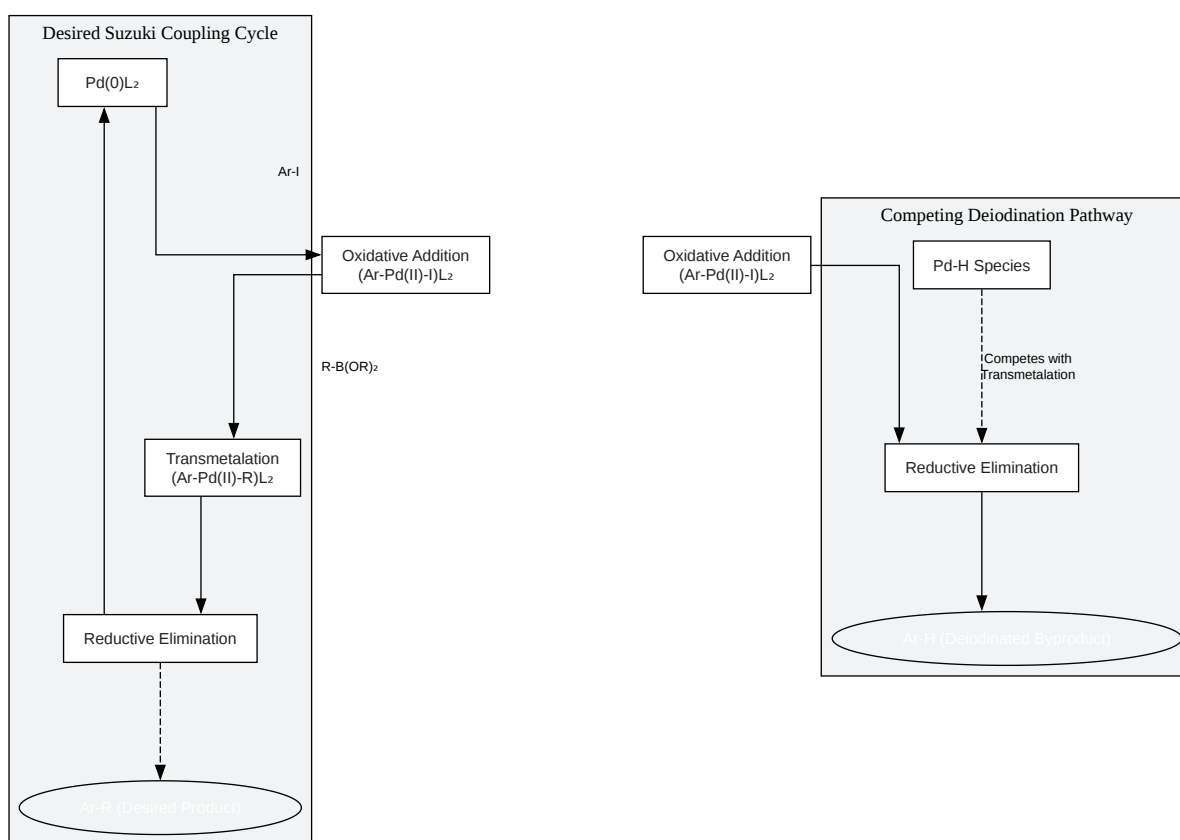 Desired Suzuki Coupling Cycle
Pd(0)L₂
Ar-I
Oxidative Addition
(Ar-Pd(II)-I)L₂
R-B(OR)₂
Transmetalation
(Ar-Pd(II)-R)L₂
Reductive Elimination
Ar-R (Desired Product)
Competing Deiodination Pathway
Oxidative Addition
(Ar-Pd(II)-I)L₂
Pd-H Species
Competes with
Transmetalation
Reductive Elimination
Ar-H (Deiodinated Byproduct)